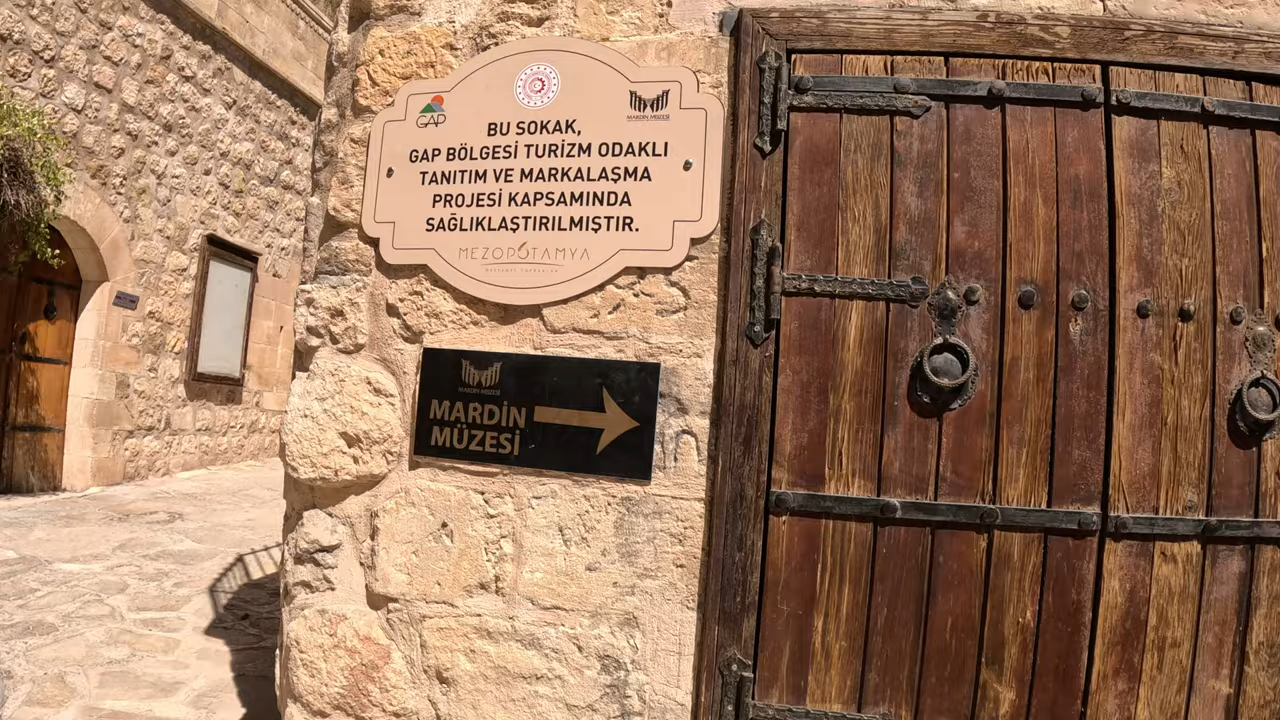 GAP
MARDİN MÜZESİ
BU SOKAK,
GAP BÖLGESİ TURİZM ODAKLI
TANITIM VE MARKALAŞMA
PROJESİ KAPSAMINDA
SAĞLIKLAŞTIRILMIŞTIR.
MEZOPOTAMYA
MARDİN MÜZESİ
MARDİN
MÜZESİ